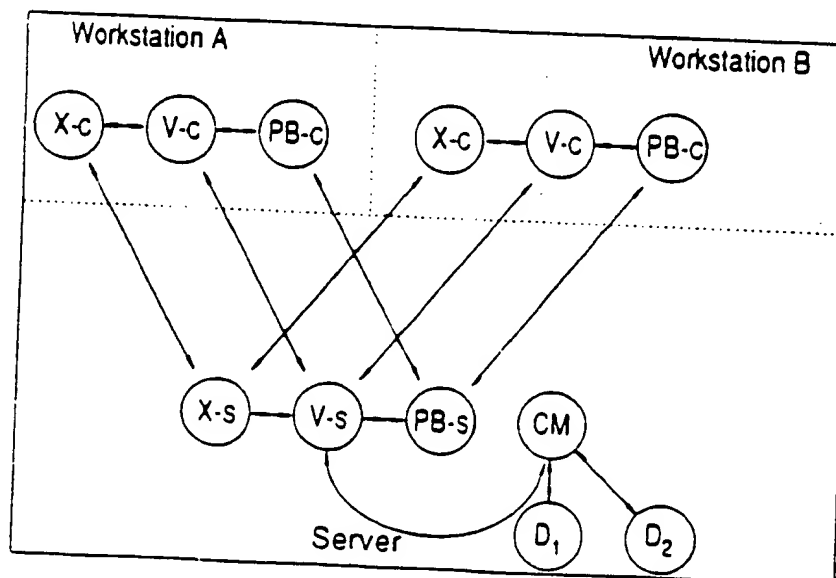 Workstation A
Workstation B
X-c V-c PB-c X-c V-c PB-c
X-s V-s PB-s CM
Server D₁ D₂